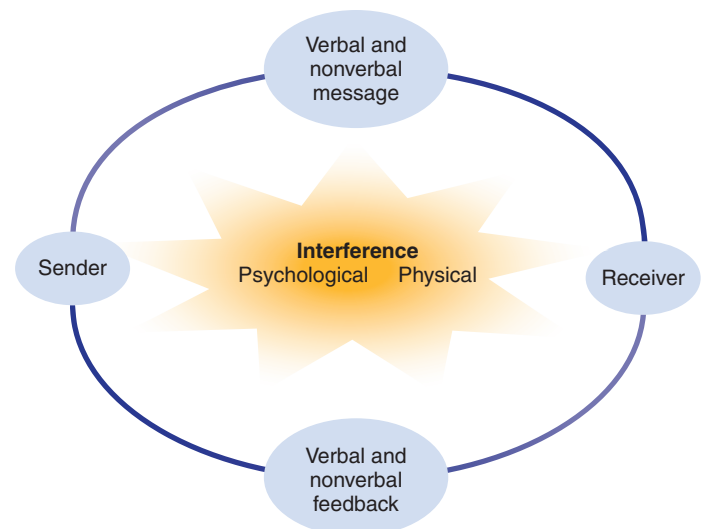 Verbal and
nonverbal
message
Interference
Psychological Physical
Sender
Receiver
Verbal and
nonverbal
feedback